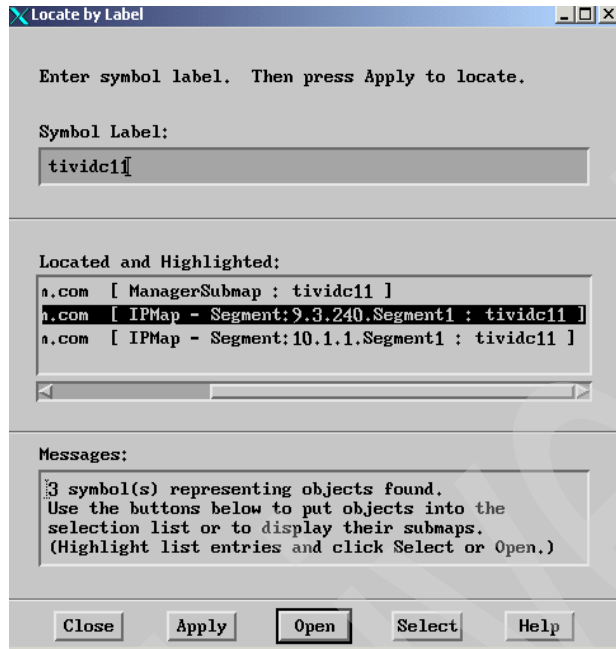 Locate by Label
Enter symbol label. Then press Apply to locate.
Symbol Label:
tividc11
Located and Highlighted:
n.com [ ManagerSubmap : tividc11 ]
n.com [ IPMap - Segment:9.3.240.Segment1 : tividc11 ]
n.com [ IPMap - Segment:10.1.1.Segment1 : tividc11 ]
Messages:
3 symbol(s) representing objects found.
Use the buttons below to put objects into the
selection list or to display their submaps.
(Highlight list entries and click Select or Open.)
Close Apply Open Select Help